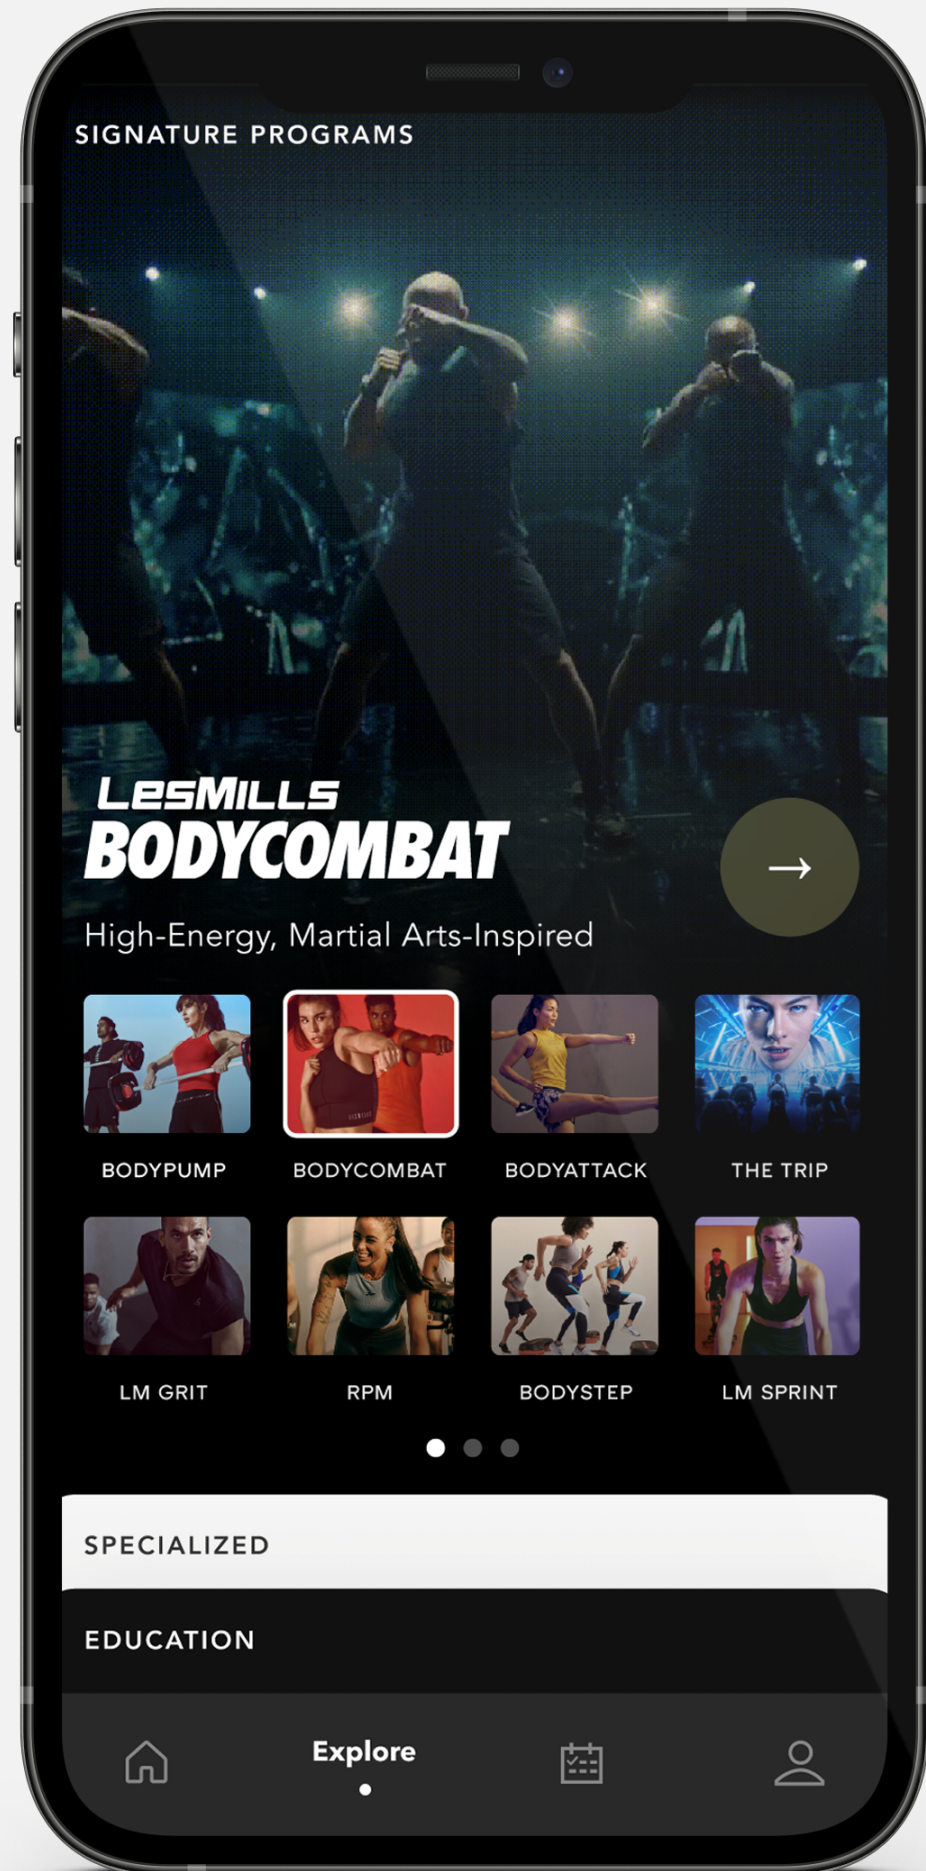 SIGNATURE PROGRAMS
LESMILLS
BODYCOMBAT
High-Energy, Martial Arts-Inspired
BODYPUMP
BODYCOMBAT
BODYATTACK
THE TRIP
LM GRIT
RPM
BODYSTEP
LM SPRINT
SPECIALIZED
EDUCATION
Explore